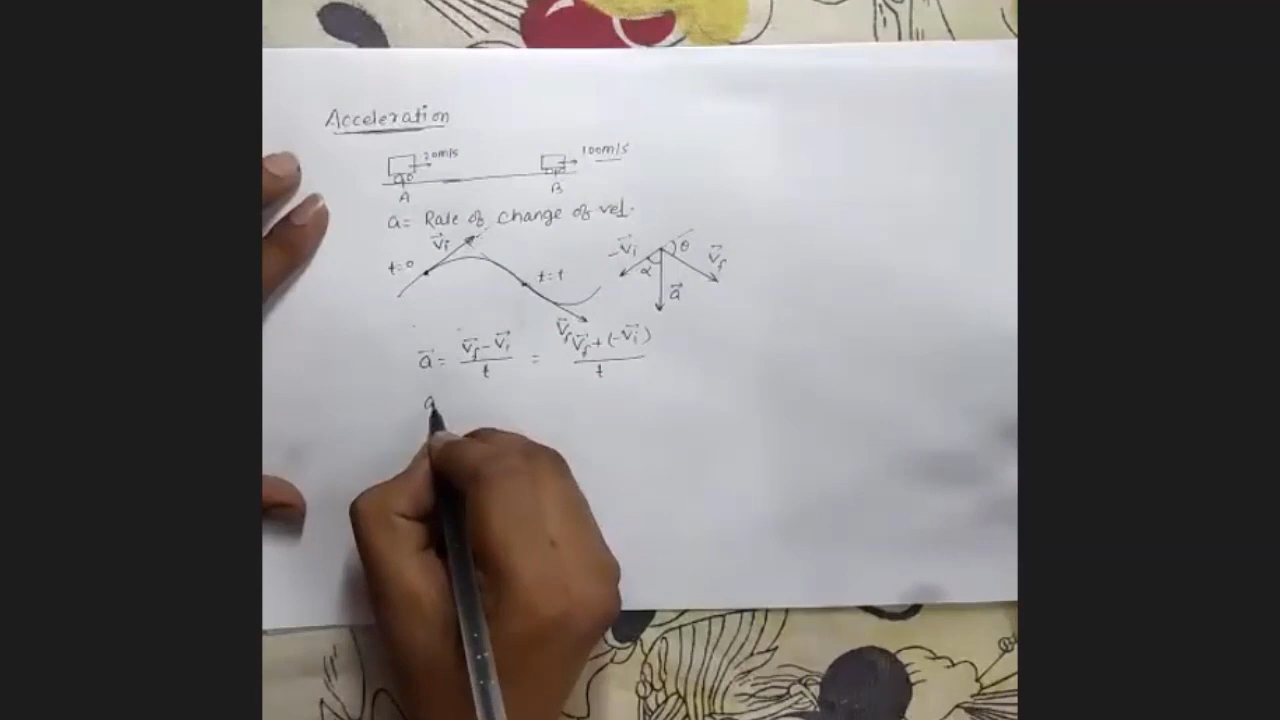 Acceleration
20m/s 100m/s
A B
a = Rate of change of vel.
t=0 v⃗i t=t v⃗f
-v⃗i α θ v⃗f a⃗
a⃗ = v⃗f - v⃗i / t = v⃗f + (-v⃗i) / t
a